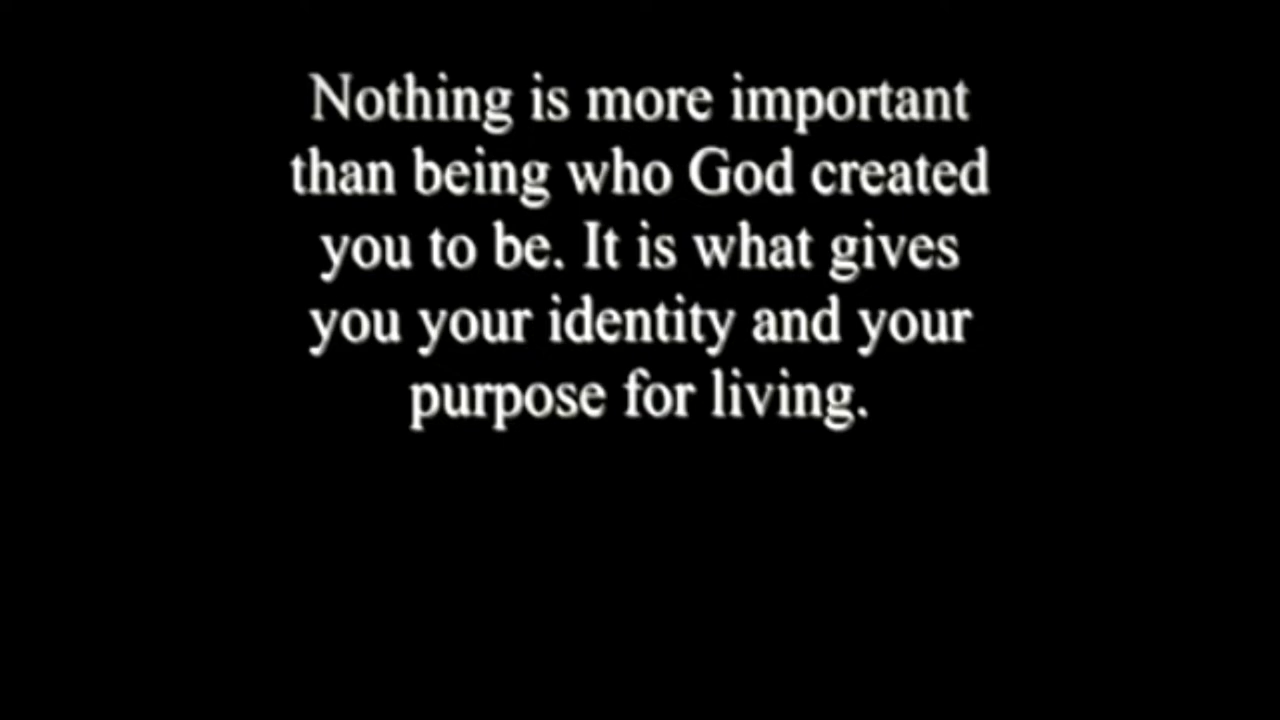 Nothing is more important
than being who God created
you to be. It is what gives
you your identity and your
purpose for living.